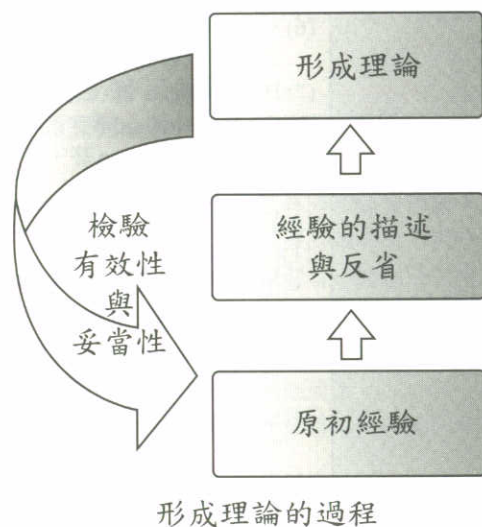 形成理論
經驗的描述
與反省
原初經驗
檢驗
有效性
與
妥當性
形成理論的過程